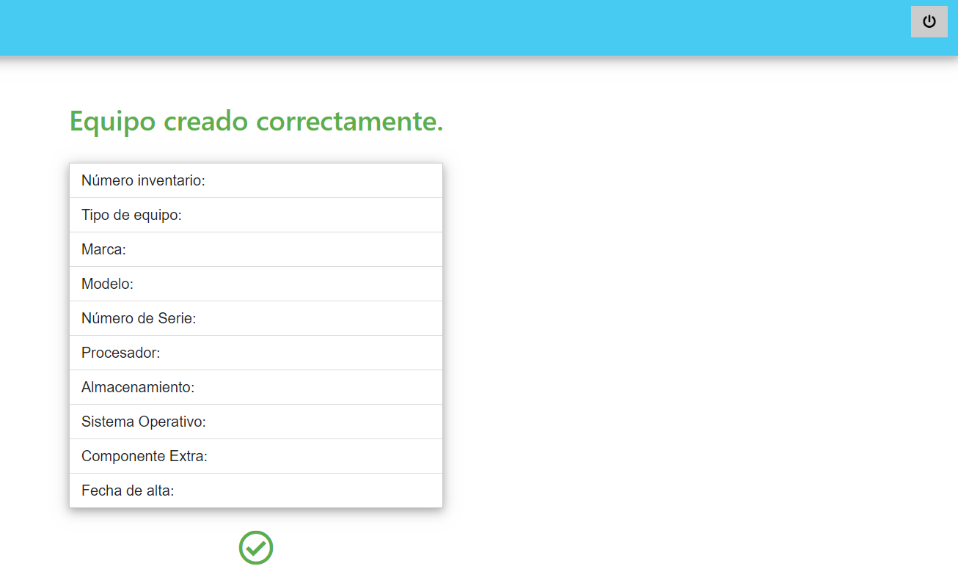 Equipo creado correctamente.
Número inventario:
Tipo de equipo:
Marca:
Modelo:
Número de Serie:
Procesador:
Almacenamiento:
Sistema Operativo:
Componente Extra:
Fecha de alta: